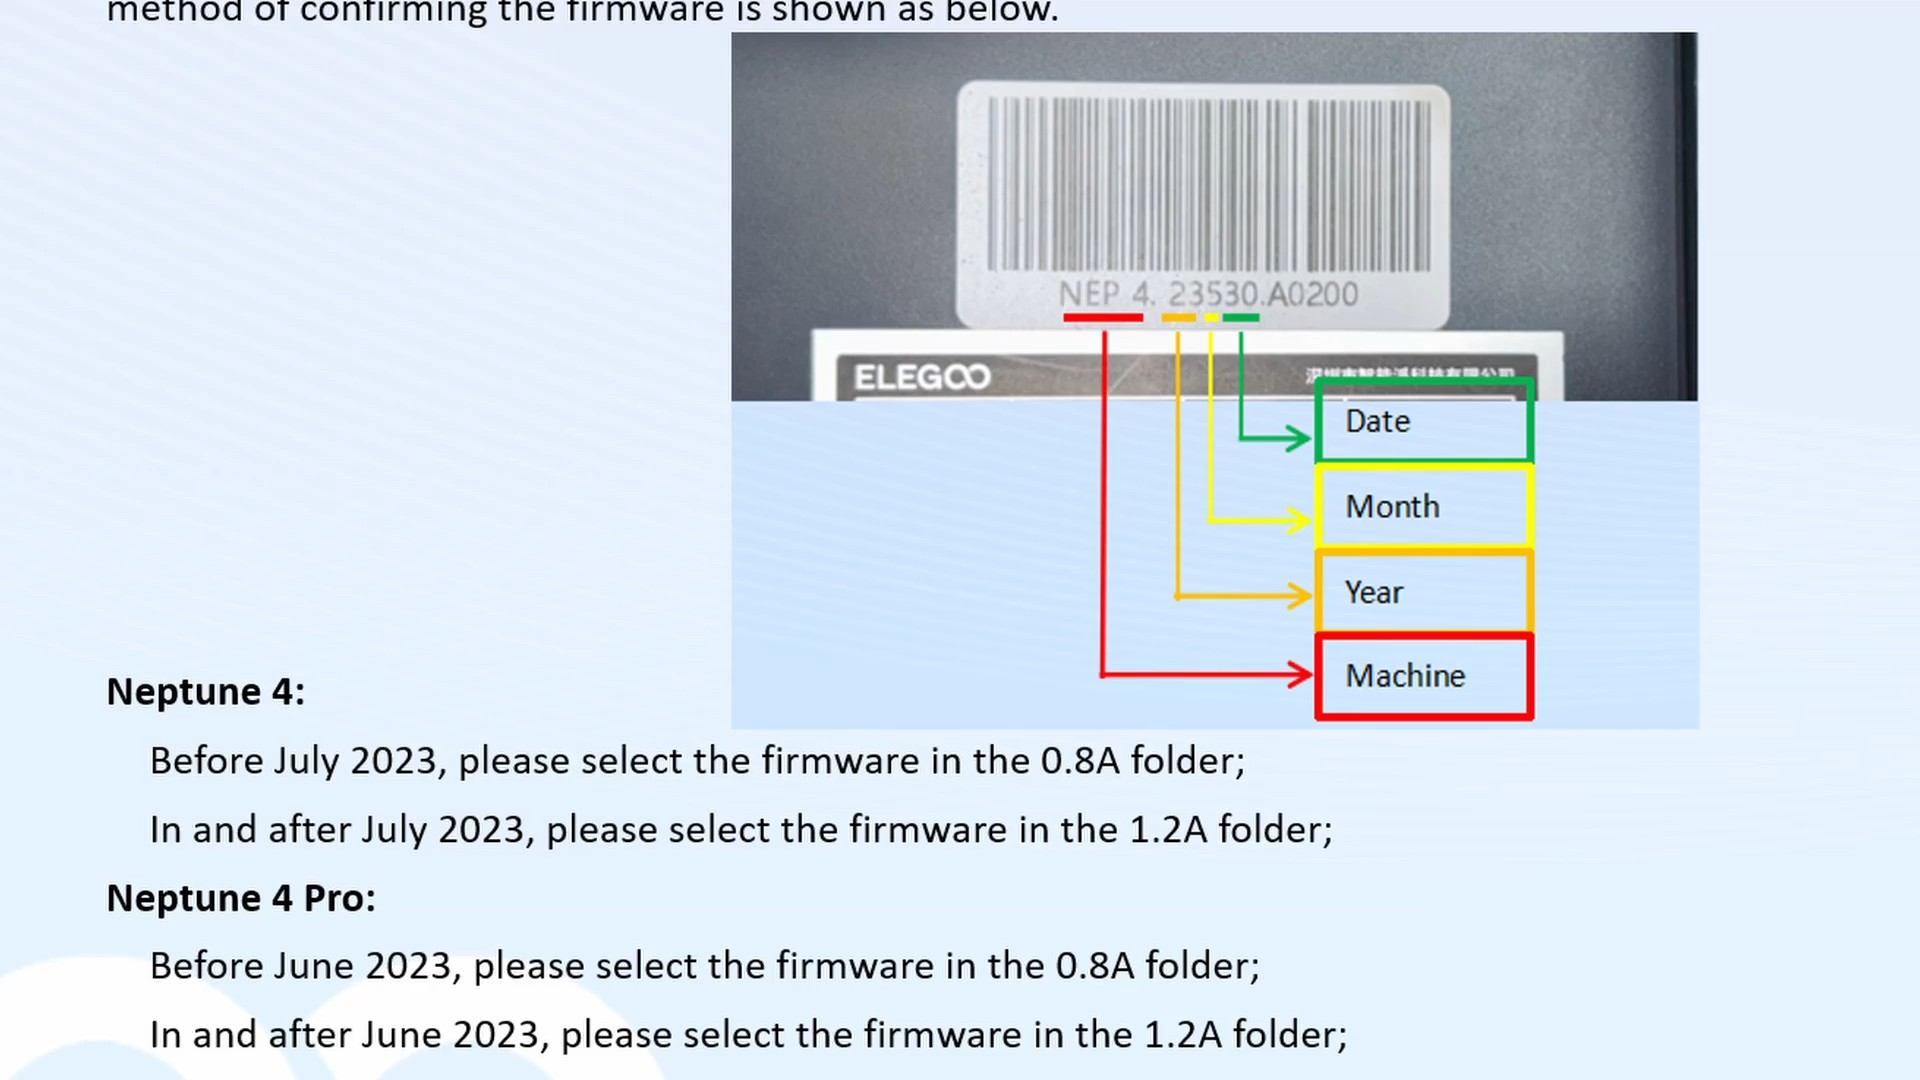 method of confirming the firmware is shown as below.
NEP 4. 23530.A0200
ELEGOO
Date
Month
Year
Machine
Neptune 4:
Before July 2023, please select the firmware in the 0.8A folder;
In and after July 2023, please select the firmware in the 1.2A folder;
Neptune 4 Pro:
Before June 2023, please select the firmware in the 0.8A folder;
In and after June 2023, please select the firmware in the 1.2A folder;